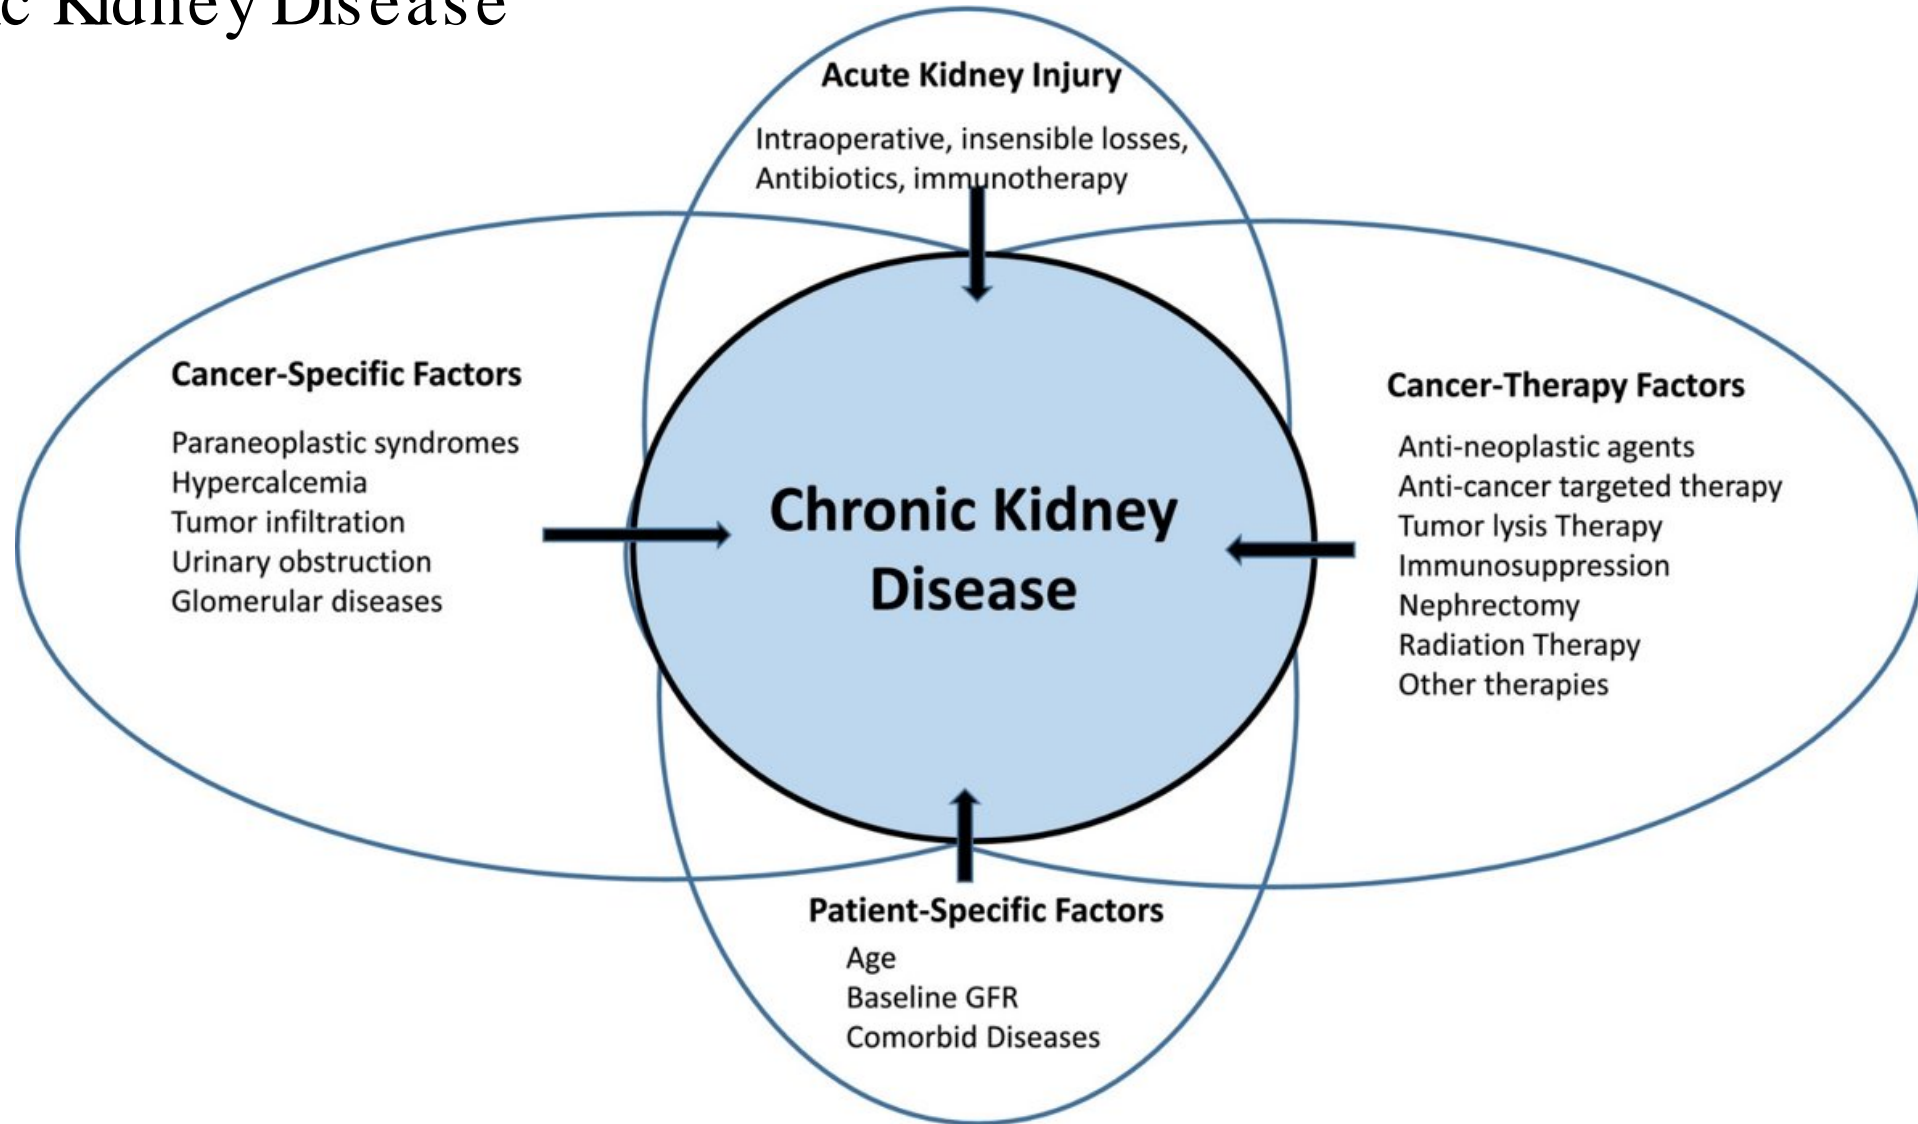 Kidney Disease
Acute Kidney Injury
Intraoperative, insensible losses,
Antibiotics, immunotherapy
Cancer-Specific Factors
Paraneoplastic syndromes
Hypercalcemia
Tumor infiltration
Urinary obstruction
Glomerular diseases
Chronic Kidney
Disease
Cancer-Therapy Factors
Anti-neoplastic agents
Anti-cancer targeted therapy
Tumor lysis Therapy
Immunosuppression
Nephrectomy
Radiation Therapy
Other therapies
Patient-Specific Factors
Age
Baseline GFR
Comorbid Diseases